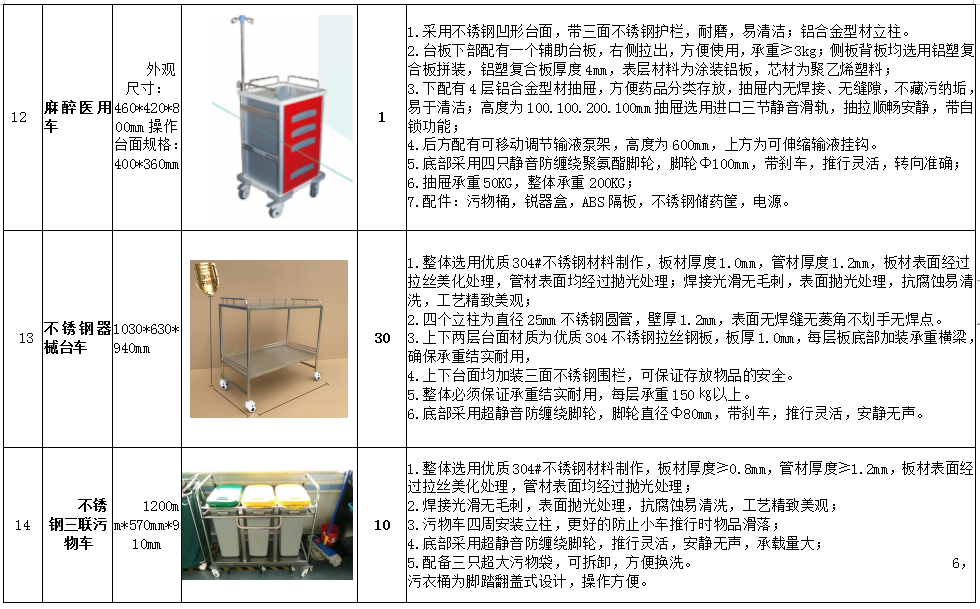 12
麻醉医用
车
外观
尺寸：
460*420*8
00mm 操作
台面规格：
400*360mm
1
1.采用不锈钢凹形台面，带三面不锈钢护栏，耐磨，易清洁；铝合金型材立柱。
2.台板下部配有一个辅助台板，右侧拉出，方便使用，承重≥3kg；侧板背板均选用铝塑复
合板拼装，铝塑复合板厚度 4mm，表层材料为涂装铝板，芯材为聚乙烯塑料；
3.下配有 4 层铝合金型材抽屉，方便药品分类存放，抽屉内无焊接、无缝隙，不藏污纳垢，
易于清洁；高度为 100.100.200.100mm 抽屉选用进口三节静音滑轨，抽拉顺畅安静，带自
锁功能；
4.后方配有可移动调节输液泵架，高度为 600mm，上方为可伸缩输液挂钩。
5.底部采用四只静音防缠绕聚氨酯脚轮，脚轮Φ100mm，带刹车，推行灵活，转向准确；
6.抽屉承重 50KG，整体承重 200KG；
7.配件：污物桶，锐器盒，ABS 隔板，不锈钢储药筐，电源。
13
不锈钢器
械台车
1030*630*
940mm
30
1.整体选用优质 304#不锈钢材料制作，板材厚度 1.0mm，管材厚度 1.2mm，板材表面经过
拉丝美化处理，管材表面均经过抛光处理；焊接光滑无毛刺，表面抛光处理，抗腐蚀易清
洗，工艺精致美观；
2.四个立柱为直径 25mm 不锈钢圆管，壁厚 1.2mm，表面无焊缝无菱角不划手无焊点。
3.上下两层台面材质为优质 304 不锈钢拉丝钢板，板厚 1.0mm，每层板底部加装承重横梁，
确保承重结实耐用，
4.上下台面均加装三面不锈钢围栏，可保证存放物品的安全。
5.整体必须保证承重结实耐用，每层承重 150 ㎏以上。
6.底部采用超静音防缠绕脚轮，脚轮直径Φ80mm，带刹车，推行灵活，安静无声。
14
不锈
钢三联污
物车
1200m
m*570mm*9
10mm
10
1.整体选用优质 304#不锈钢材料制作，板材厚度≥0.8mm，管材厚度≥1.2mm，板材表面经
过拉丝美化处理，管材表面均经过抛光处理；
2.焊接光滑无毛刺，表面抛光处理，抗腐蚀易清洗，工艺精致美观；
3.污物车四周安装立柱，更好的防止小车推行时物品滑落；
4.底部采用超静音防缠绕脚轮，推行灵活，安静无声，承载量大；
5.配备三只超大污物袋，可拆卸，方便换洗。 6，
污衣桶为脚踏翻盖式设计，操作方便。